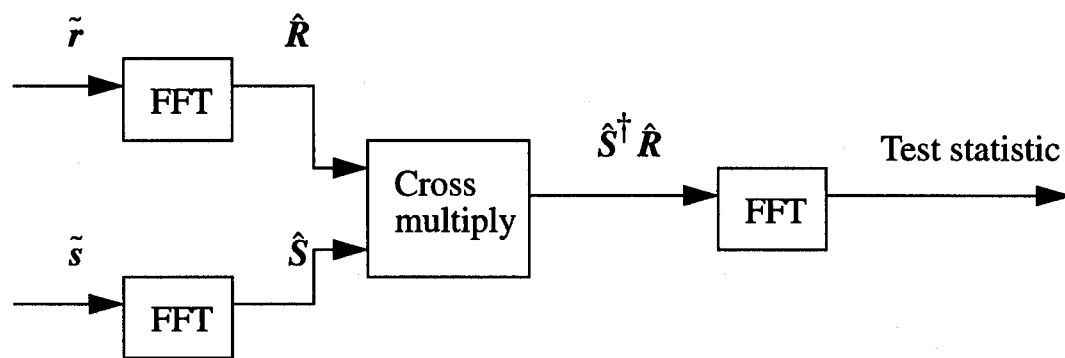 r̃
R̂
FFT
Cross
multiply
Ŝ† R̂
Test statistic
FFT
s̃
Ŝ
FFT